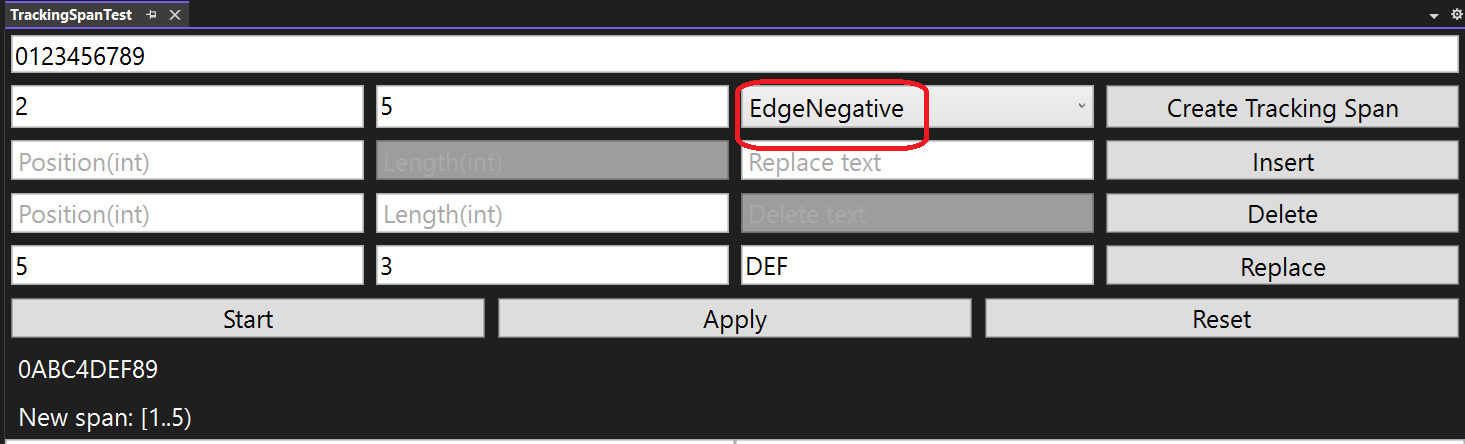 TrackingSpanTest
0123456789
2 5 EdgeNegative Create Tracking Span
Position(int) Length(int) Replace text Insert
Position(int) Length(int) Delete text Delete
5 3 DEF Replace
Start Apply Reset
0ABC4DEF89
New span: [1..5)